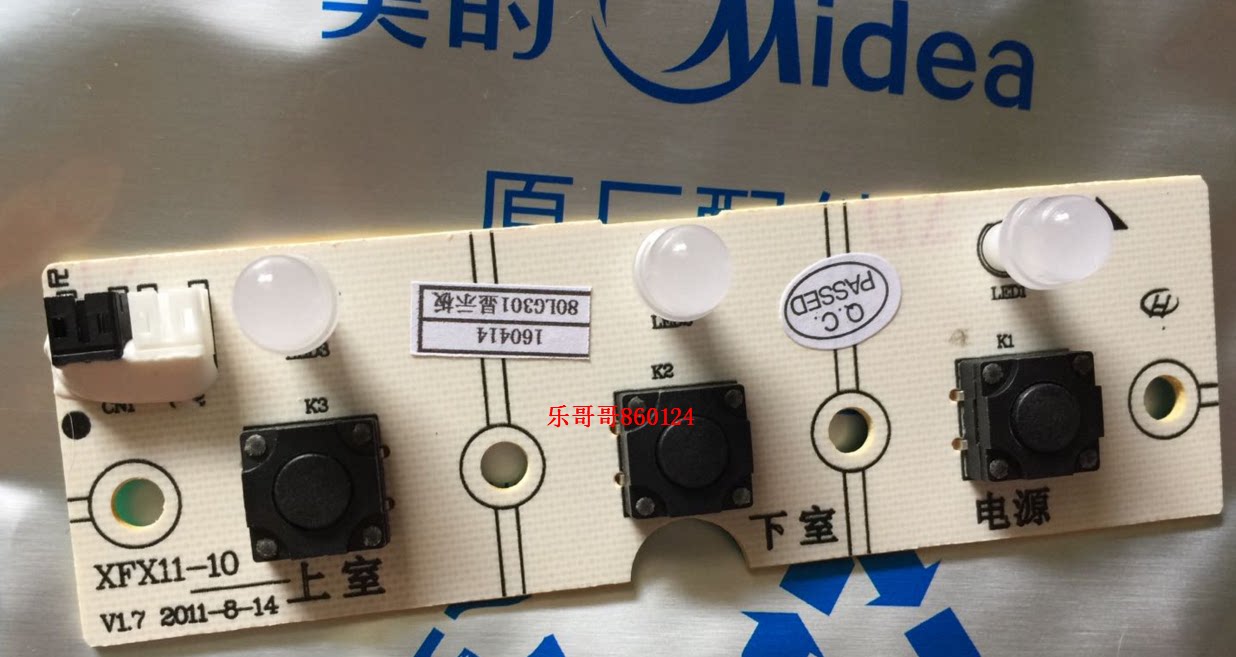 美的 Midea
原厂配件
R
LED3
80LG301显示板
160414
Q.C.
PASSED
LED1
CN1
K3
K2
K1
乐哥哥860124
XFX11-10
上室
下室
电源
V1.7 2011-8-14